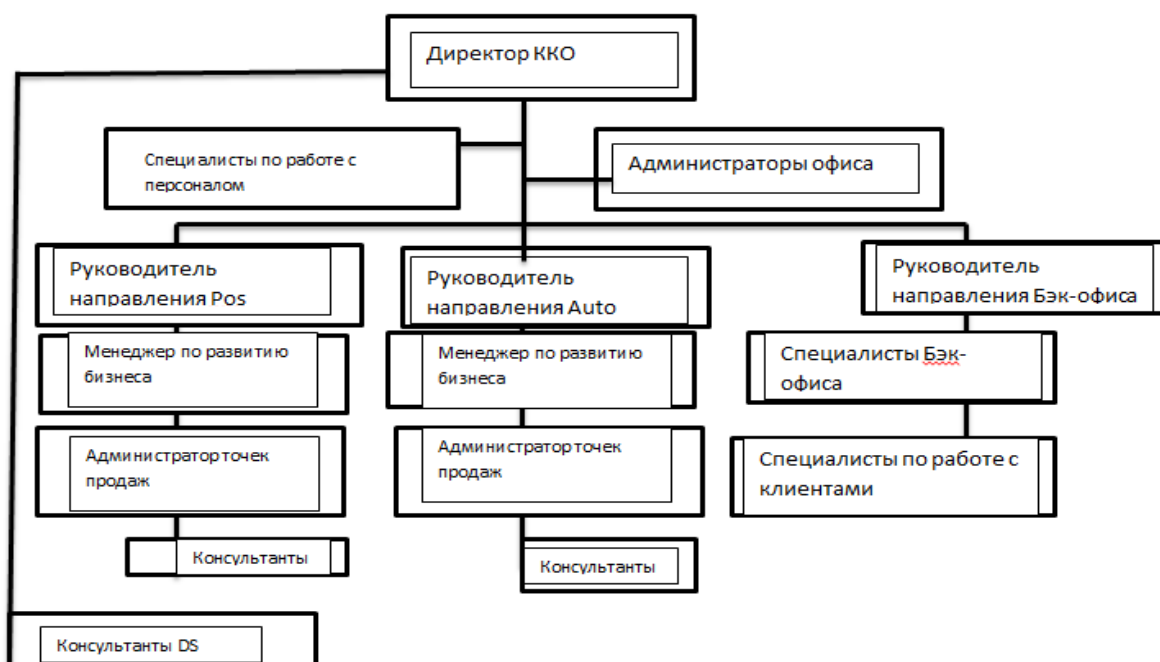 Директор ККО
Специалисты по работе с
персоналом
Администраторы офиса
Руководитель
направления Pos
Руководитель
направления Auto
Руководитель
направления Бэк-офиса
Менеджер по развитию
бизнеса
Менеджер по развитию
бизнеса
Специалисты Бэк-
офиса
Администратор точек
продаж
Администратор точек
продаж
Специалисты по работе с
клиентами
Консультанты
Консультанты
Консультанты DS